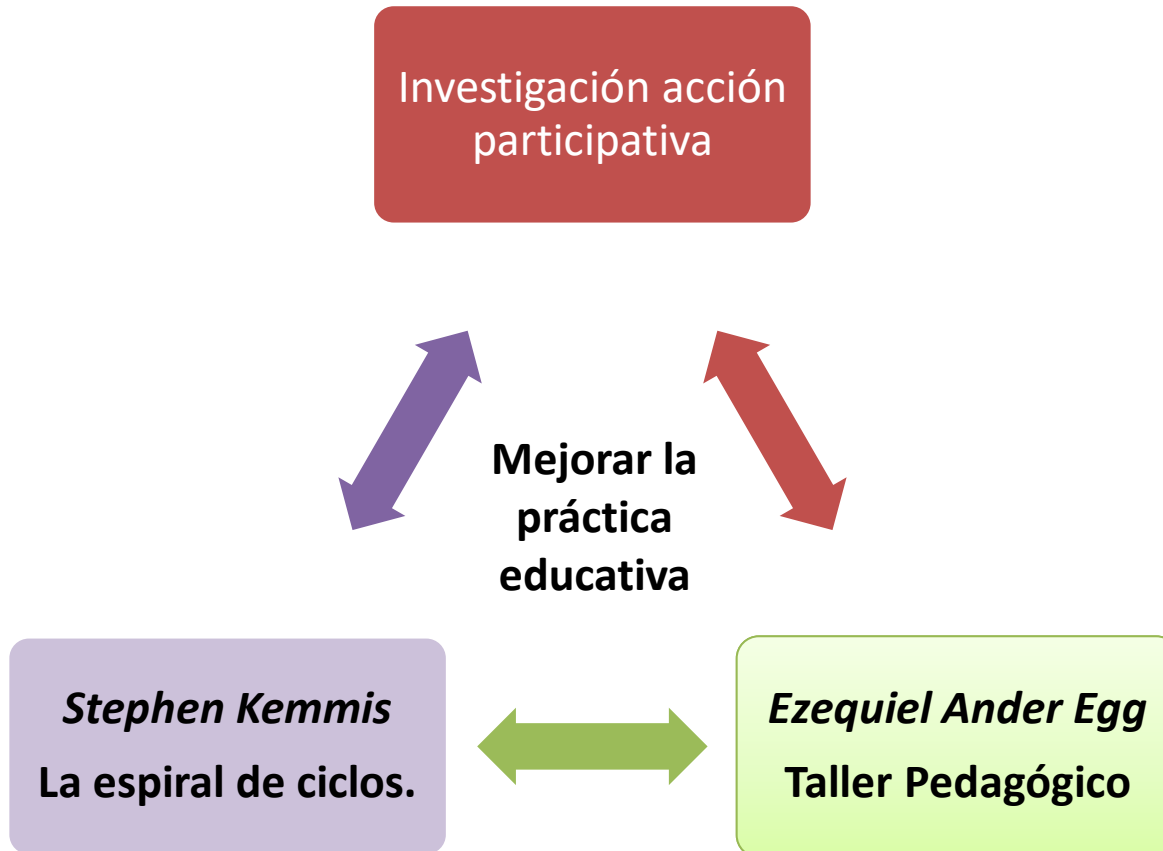 Investigación acción
participativa
Mejorar la
práctica
educativa
Stephen Kemmis
La espiral de ciclos.
Ezequiel Ander Egg
Taller Pedagógico